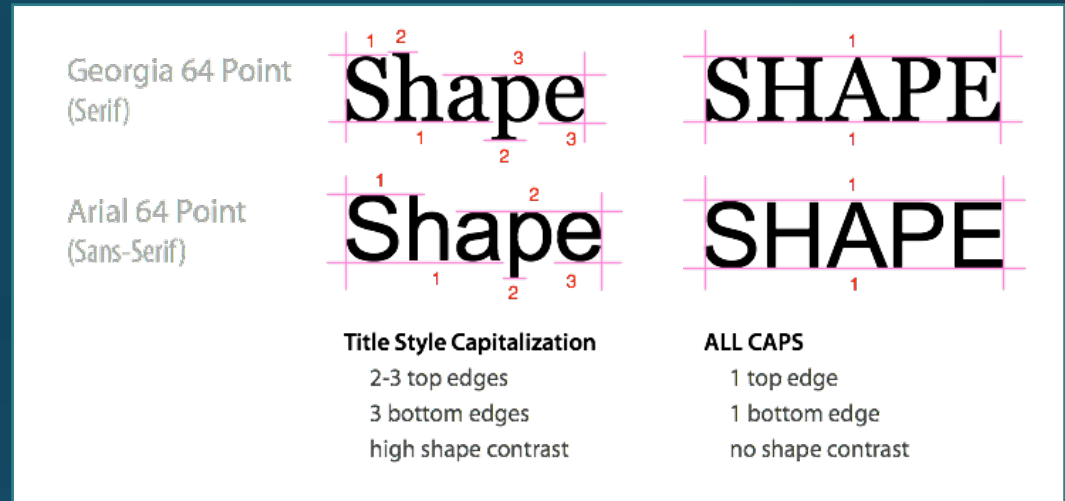 Georgia 64 Point
(Serif)
1 2 3
Shape
1 2 3
1
SHAPE
1
Arial 64 Point
(Sans-Serif)
1 2
Shape
1 2 3
1
SHAPE
1
Title Style Capitalization
2-3 top edges
3 bottom edges
high shape contrast
ALL CAPS
1 top edge
1 bottom edge
no shape contrast